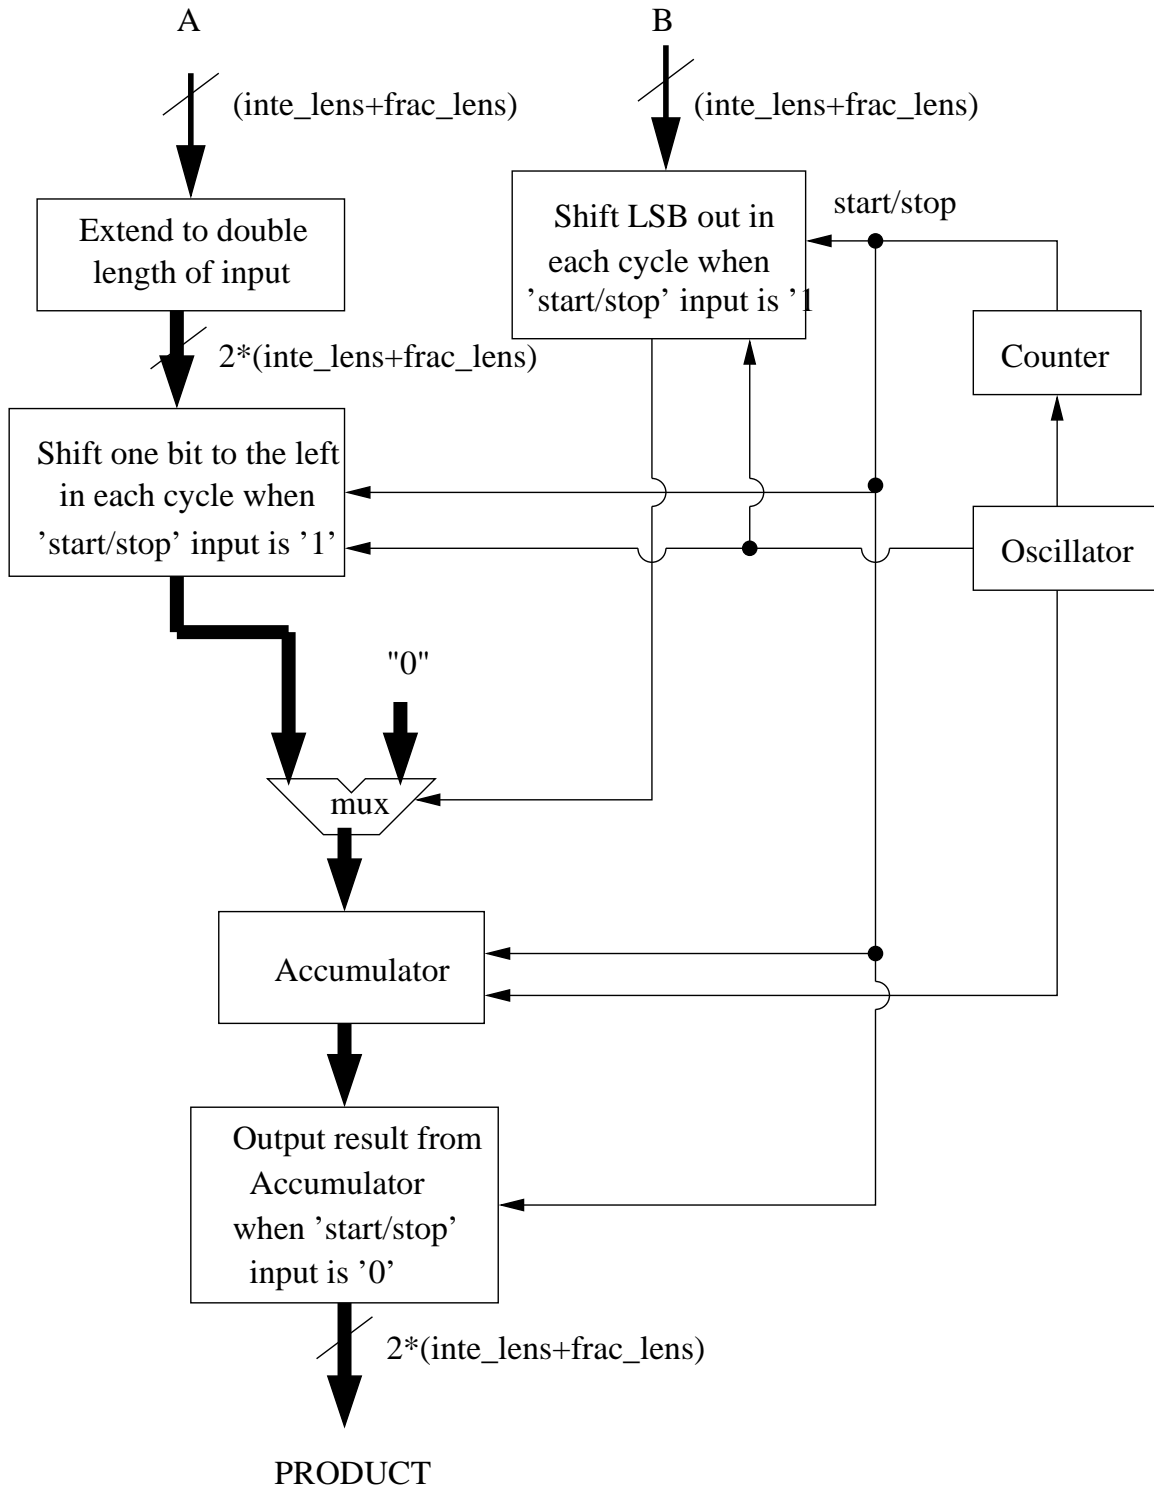 A
B
(inte_lens+frac_lens)
(inte_lens+frac_lens)
Extend to double
length of input
Shift LSB out in
each cycle when
’start/stop’ input is ’1
start/stop
2*(inte_lens+frac_lens)
Counter
Shift one bit to the left
in each cycle when
’start/stop’ input is ’1’
Oscillator
"0"
mux
Accumulator
Output result from
Accumulator
when ’start/stop’
input is ’0’
2*(inte_lens+frac_lens)
PRODUCT